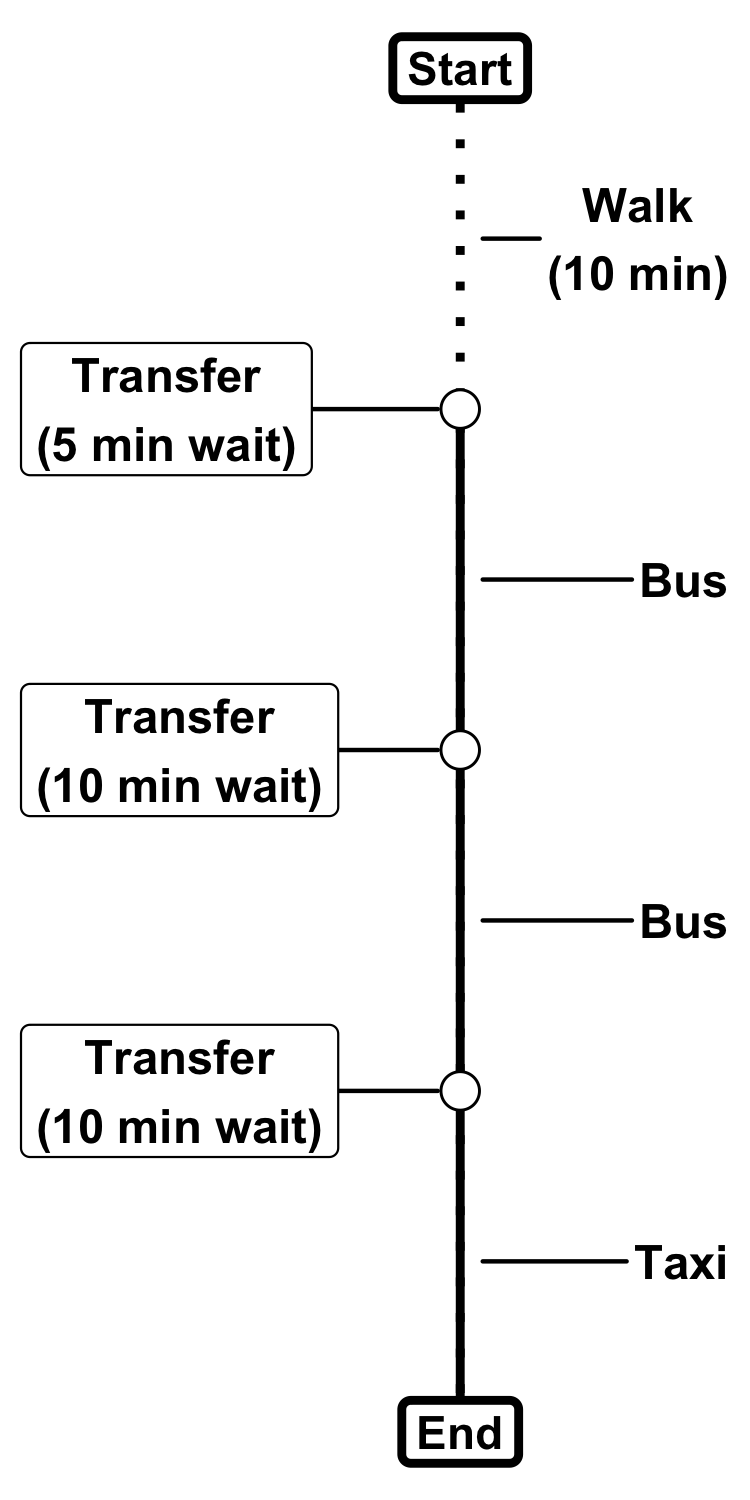 Start
Walk
(10 min)
Transfer
(5 min wait)
Bus
Transfer
(10 min wait)
Bus
Transfer
(10 min wait)
Taxi
End